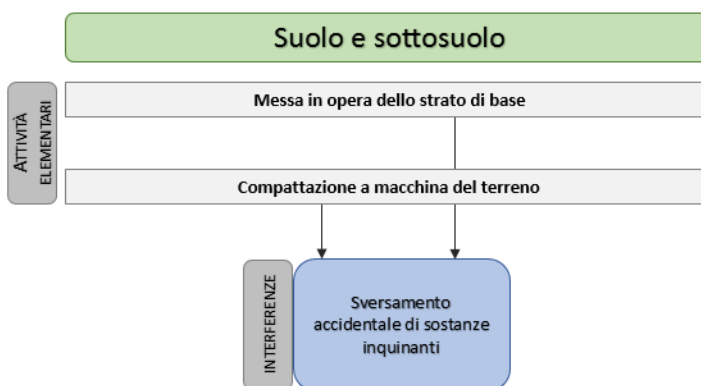 Suolo e sottosuolo
ATTIVITÀ
ELEMENTARI
Messa in opera dello strato di base
Compattazione a macchina del terreno
INTERFERENZE
Sversamento
accidentale di sostanze
inquinanti